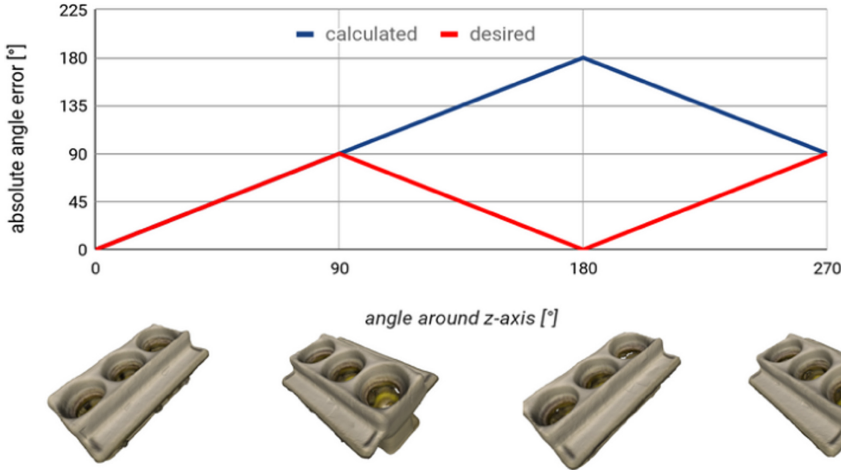 225
calculated desired
180
135
90
45
0
absolute angle error [°]
0 90 180 270
angle around z-axis [°]